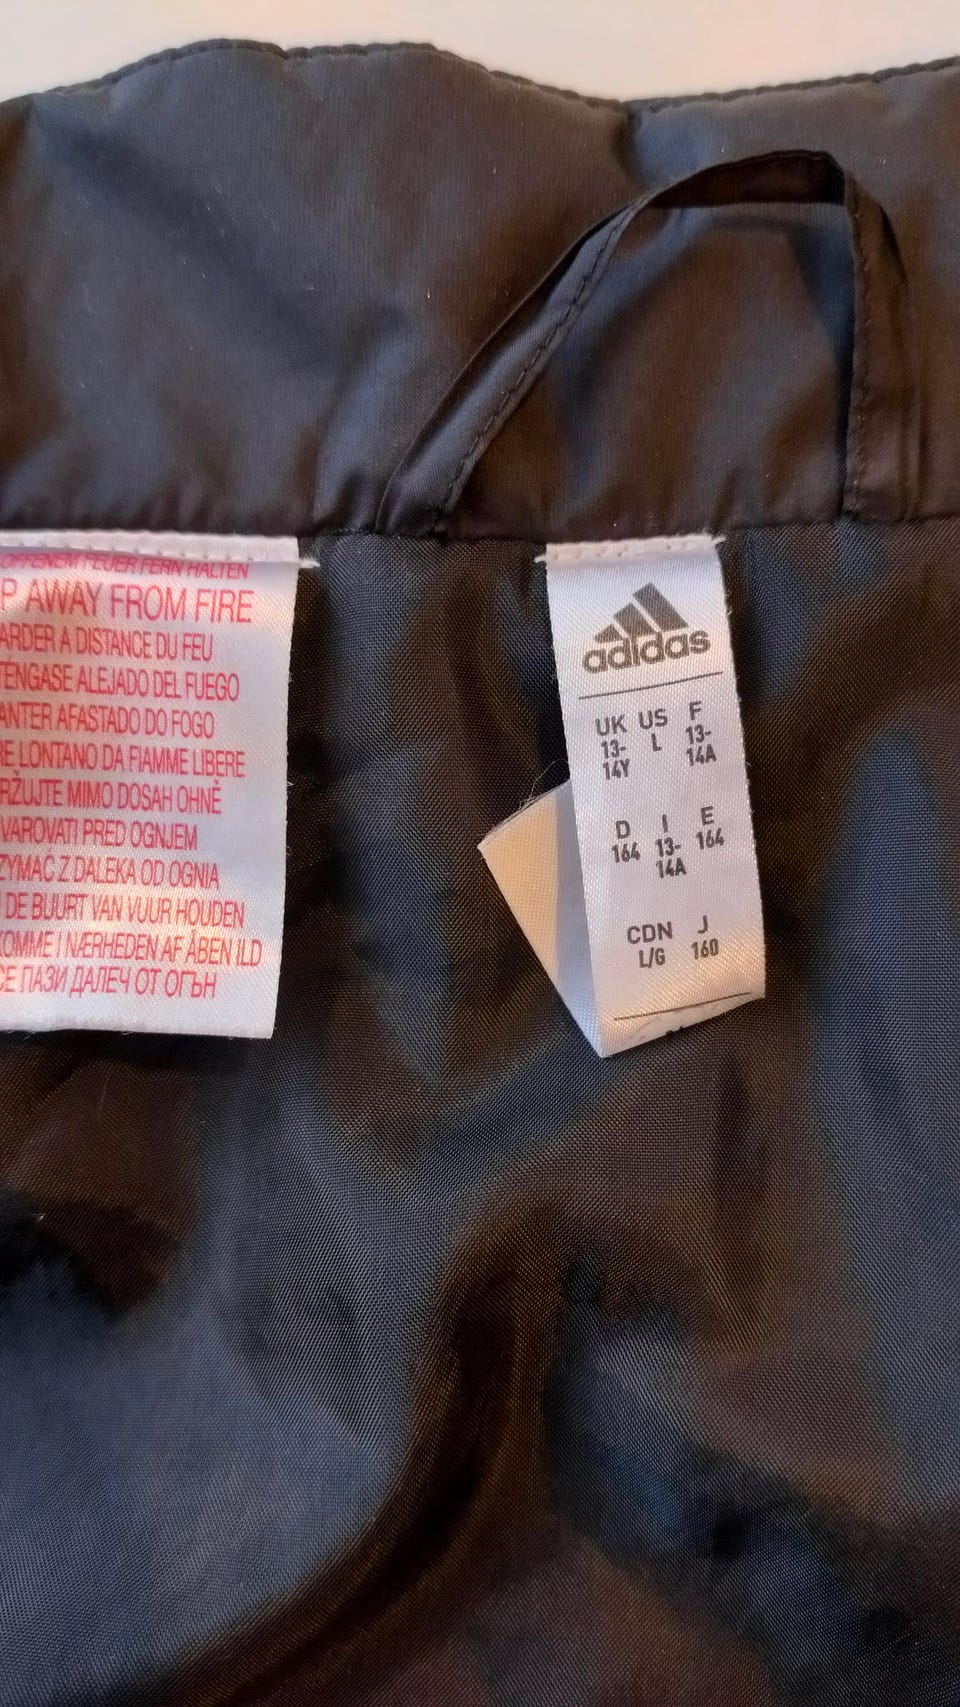 OFFENEM FEUER FERN HALTEN
P AWAY FROM FIRE
ARDER A DISTANCE DU FEU
TÉNGASE ALEJADO DEL FUEGO
ANTER AFASTADO DO FOGO
RE LONTANO DA FIAMME LIBERE
RŽUJTE MIMO DOSAH OHNĚ
VAROVATI PRED OGNJEM
ZYMAĆ Z DALEKA OD OGNIA
DE BUURT VAN VUUR HOUDEN
KOMME I NÆRHEDEN AF ÅBEN ILD
СЕ ПАЗИ ДАЛЕЧ ОТ ОГЪН
adidas
UK US F
13- L 13-
14Y 14A
D I E
164 13- 164
14A
CDN J
L/G 160